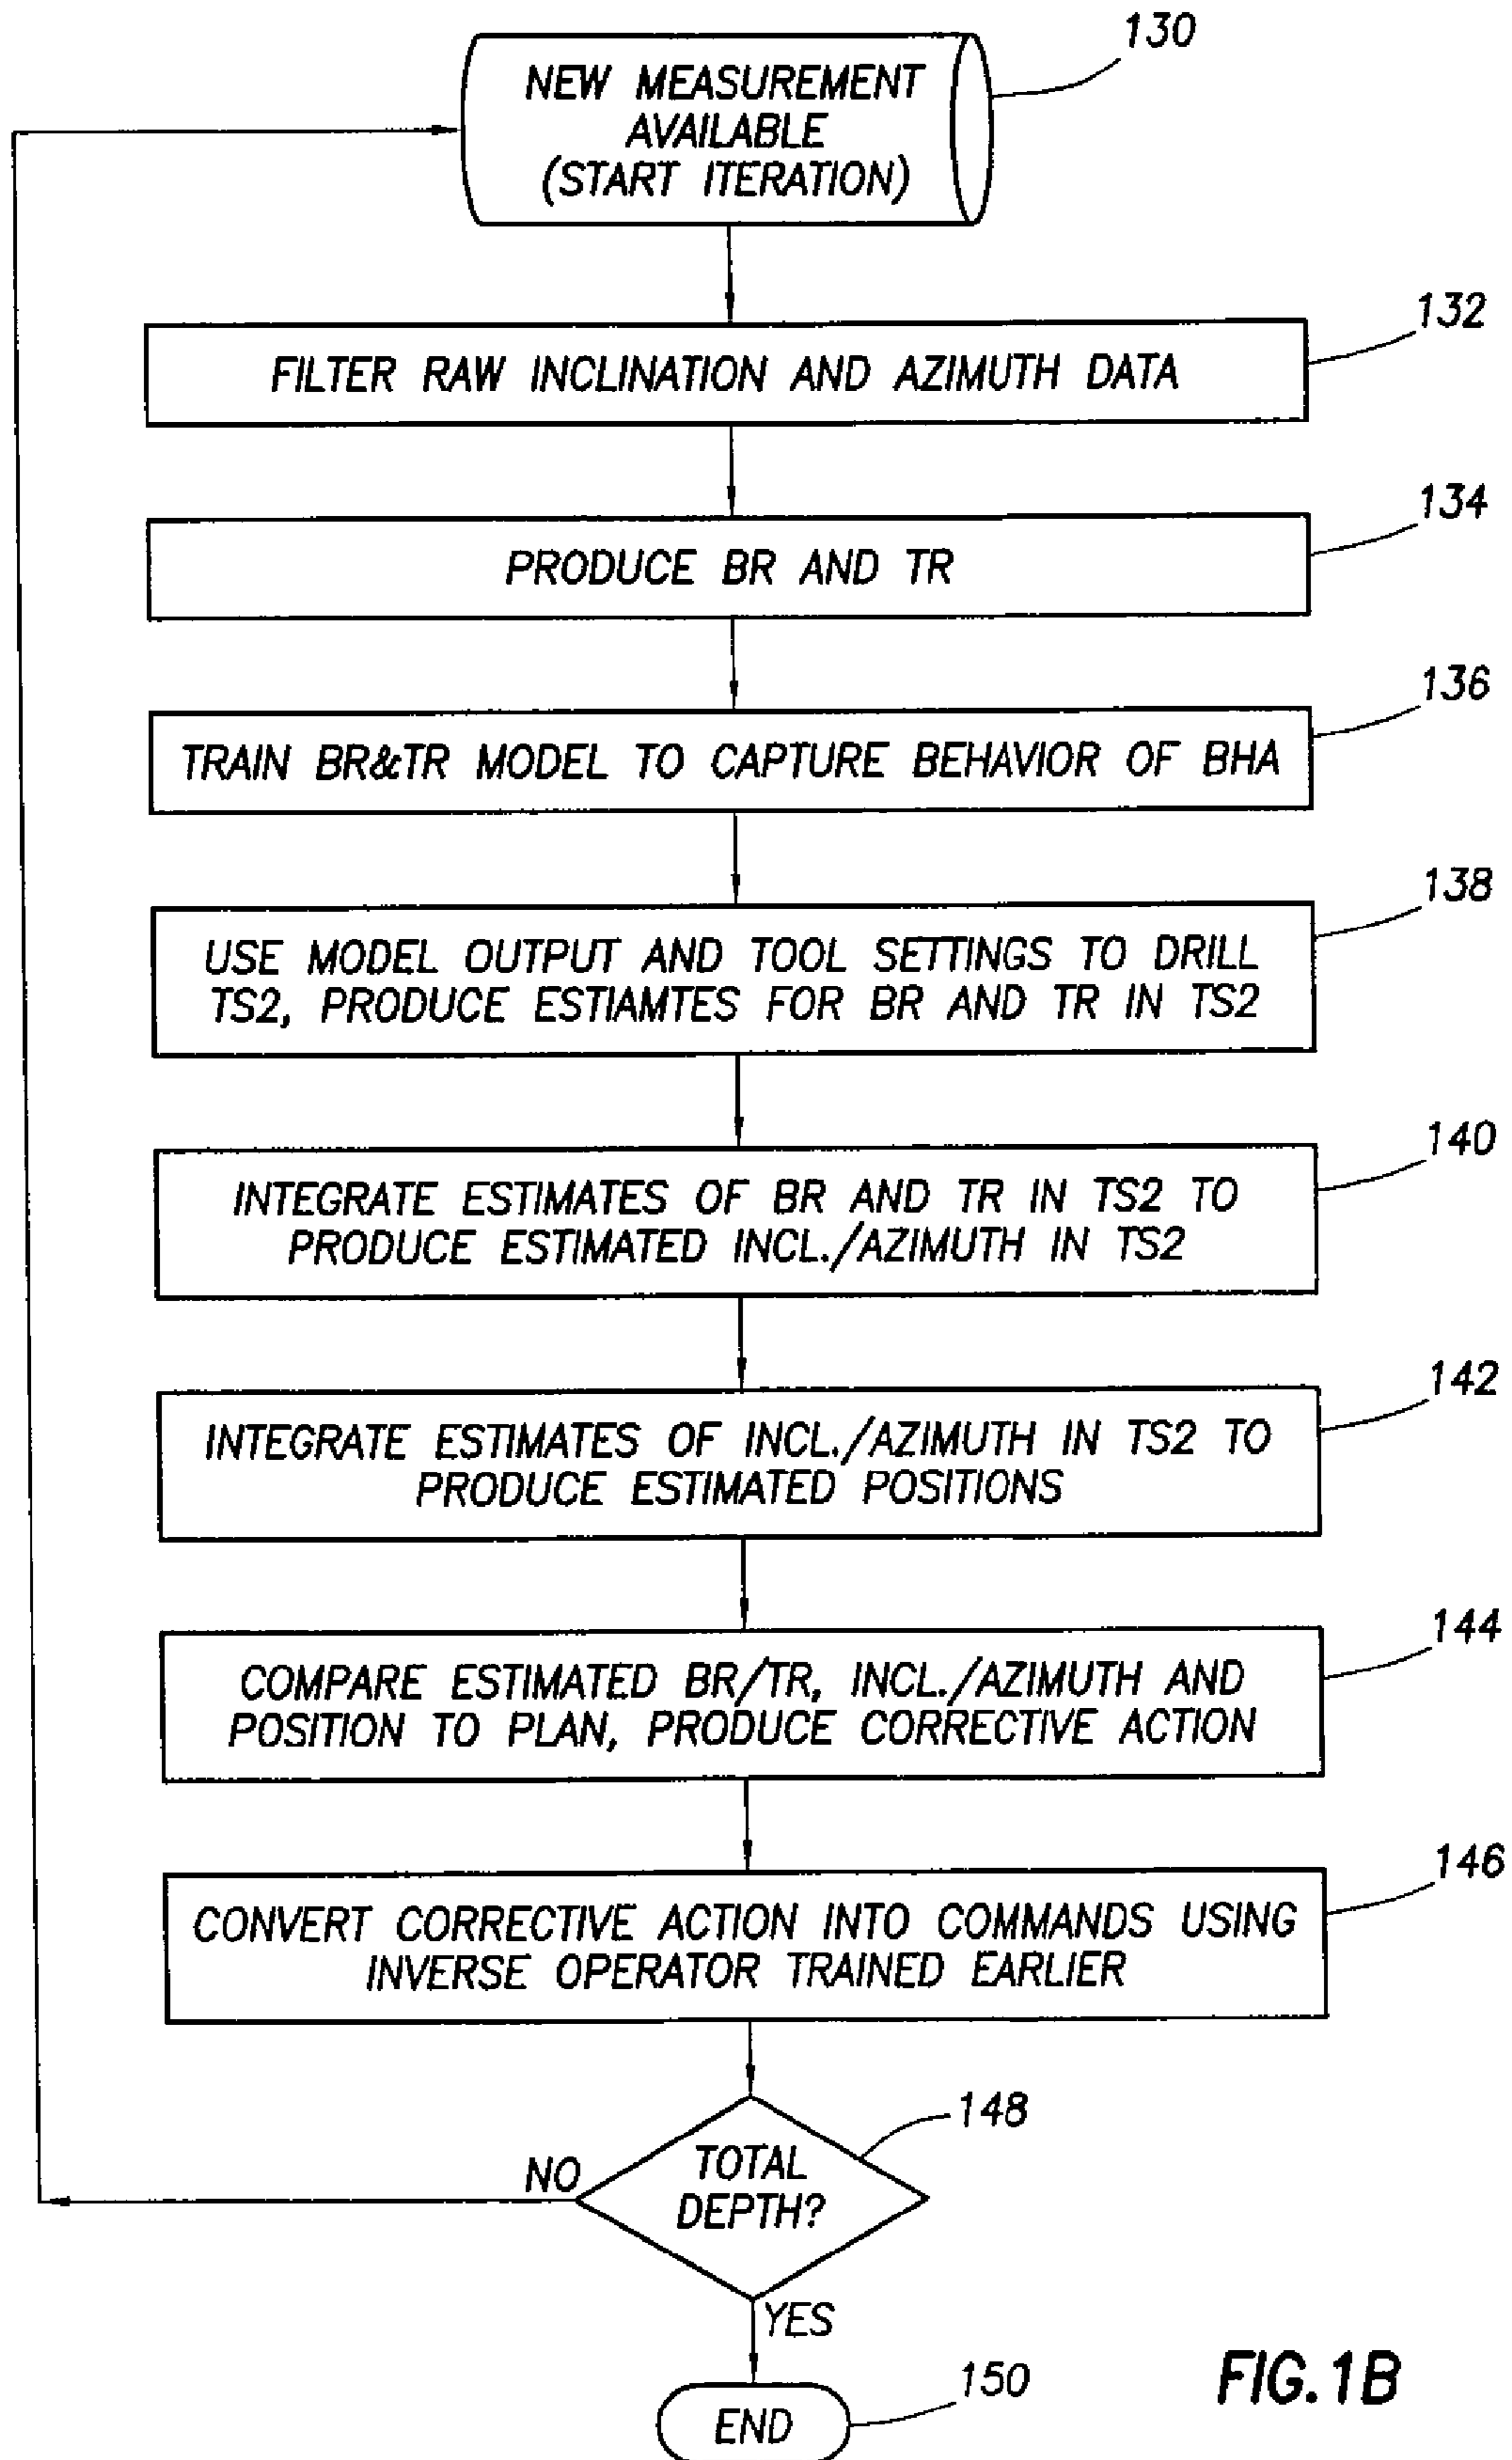 130
NEW MEASUREMENT
AVAILABLE
(START ITERATION)
132
FILTER RAW INCLINATION AND AZIMUTH DATA
134
PRODUCE BR AND TR
136
TRAIN BR&TR MODEL TO CAPTURE BEHAVIOR OF BHA
138
USE MODEL OUTPUT AND TOOL SETTINGS TO DRILL
TS2, PRODUCE ESTIAMTES FOR BR AND TR IN TS2
140
INTEGRATE ESTIMATES OF BR AND TR IN TS2 TO
PRODUCE ESTIMATED INCL./AZIMUTH IN TS2
142
INTEGRATE ESTIMATES OF INCL./AZIMUTH IN TS2 TO
PRODUCE ESTIMATED POSITIONS
144
COMPARE ESTIMATED BR/TR, INCL./AZIMUTH AND
POSITION TO PLAN, PRODUCE CORRECTIVE ACTION
146
CONVERT CORRECTIVE ACTION INTO COMMANDS USING
INVERSE OPERATOR TRAINED EARLIER
148
NO
TOTAL
DEPTH?
YES
150
END
FIG.1B